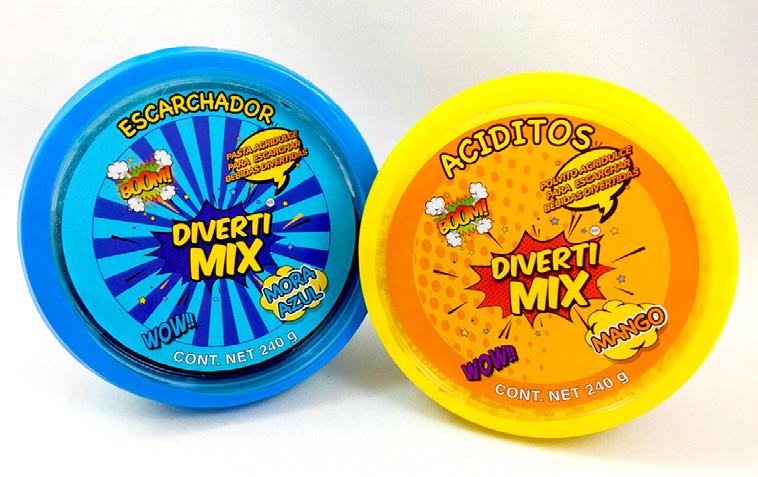 ESCARCHADOR
PASTA AGRIDULCE
PARA ESCARCHAR
BEBIDAS DIVERTIDAS
BOOM!
DIVERTI
MIX
MORA
AZUL
WOW!!
CONT. NET 240 g
ACIDITOS
POLVITO AGRIDULCE
PARA ESCARCHAR
BEBIDAS DIVERTIDAS
BOOM!
DIVERTI
MIX
MANGO
WOW!!
CONT. NET 240 g